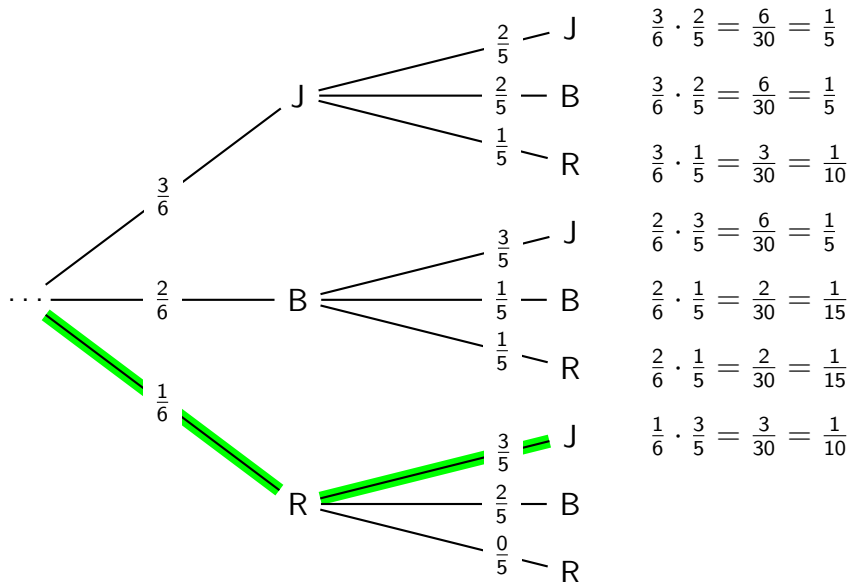 2/5 J 3/6 · 2/5 = 6/30 = 1/5
J 2/5 B 3/6 · 2/5 = 6/30 = 1/5
1/5 R 3/6 · 1/5 = 3/30 = 1/10
3/6
3/5 J 2/6 · 3/5 = 6/30 = 1/5
... 2/6 B 1/5 B 2/6 · 1/5 = 2/30 = 1/15
1/5 R 2/6 · 1/5 = 2/30 = 1/15
1/6
3/5 J 1/6 · 3/5 = 3/30 = 1/10
R 2/5 B
0/5 R